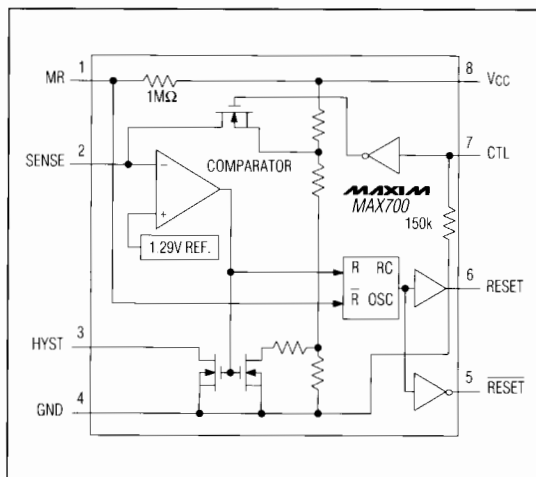 MR 1
1MΩ
8 VCC
7 CTL
SENSE 2
COMPARATOR
−
+
MAXIM
MAX700
150k
1.29V REF.
R RC
R̅ OSC
6 RESET
HYST 3
5 R̅E̅S̅E̅T̅
GND 4